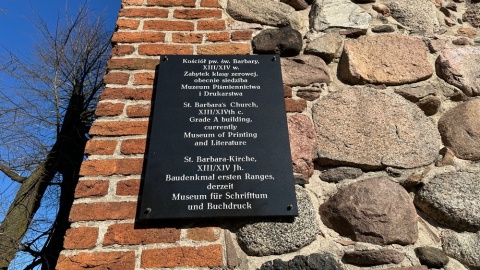 Kościół pw. św. Barbary,
XIII/XIV w.
Zabytek klasy zerowej,
obecnie siedziba
Muzeum Piśmiennictwa
i Drukarstwa
St. Barbara's Church,
XIII/XIVth c.
Grade A building,
currently
Museum of Printing
and Literature
St. Barbara-Kirche,
XIII/XIV Jh.
Baudenkmal ersten Ranges,
derzeit
Museum für Schrifttum
und Buchdruck